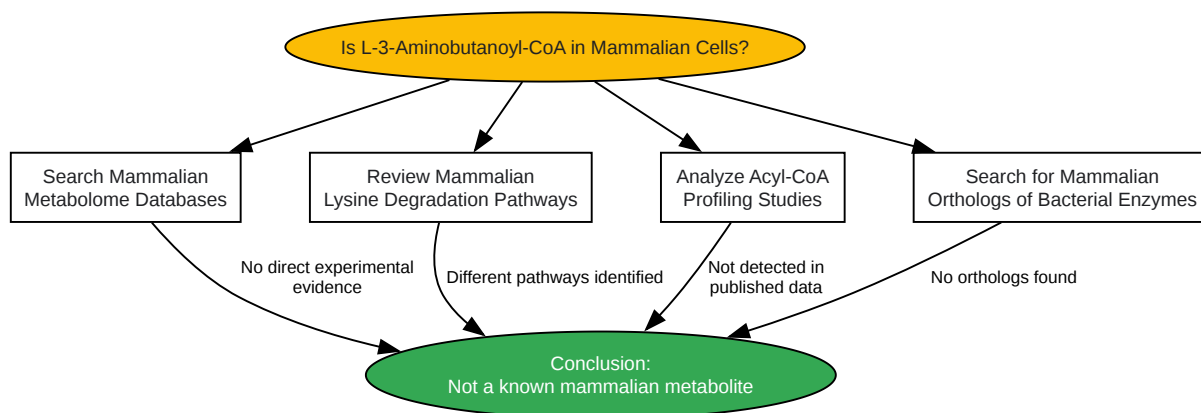 Is L-3-Aminobutanoyl-CoA in Mammalian Cells?
Search Mammalian
Metabolome Databases
Review Mammalian
Lysine Degradation Pathways
Analyze Acyl-CoA
Profiling Studies
Search for Mammalian
Orthologs of Bacterial Enzymes
No direct experimental
evidence
Different pathways identified
Not detected in
published data
No orthologs found
Conclusion:
Not a known mammalian metabolite